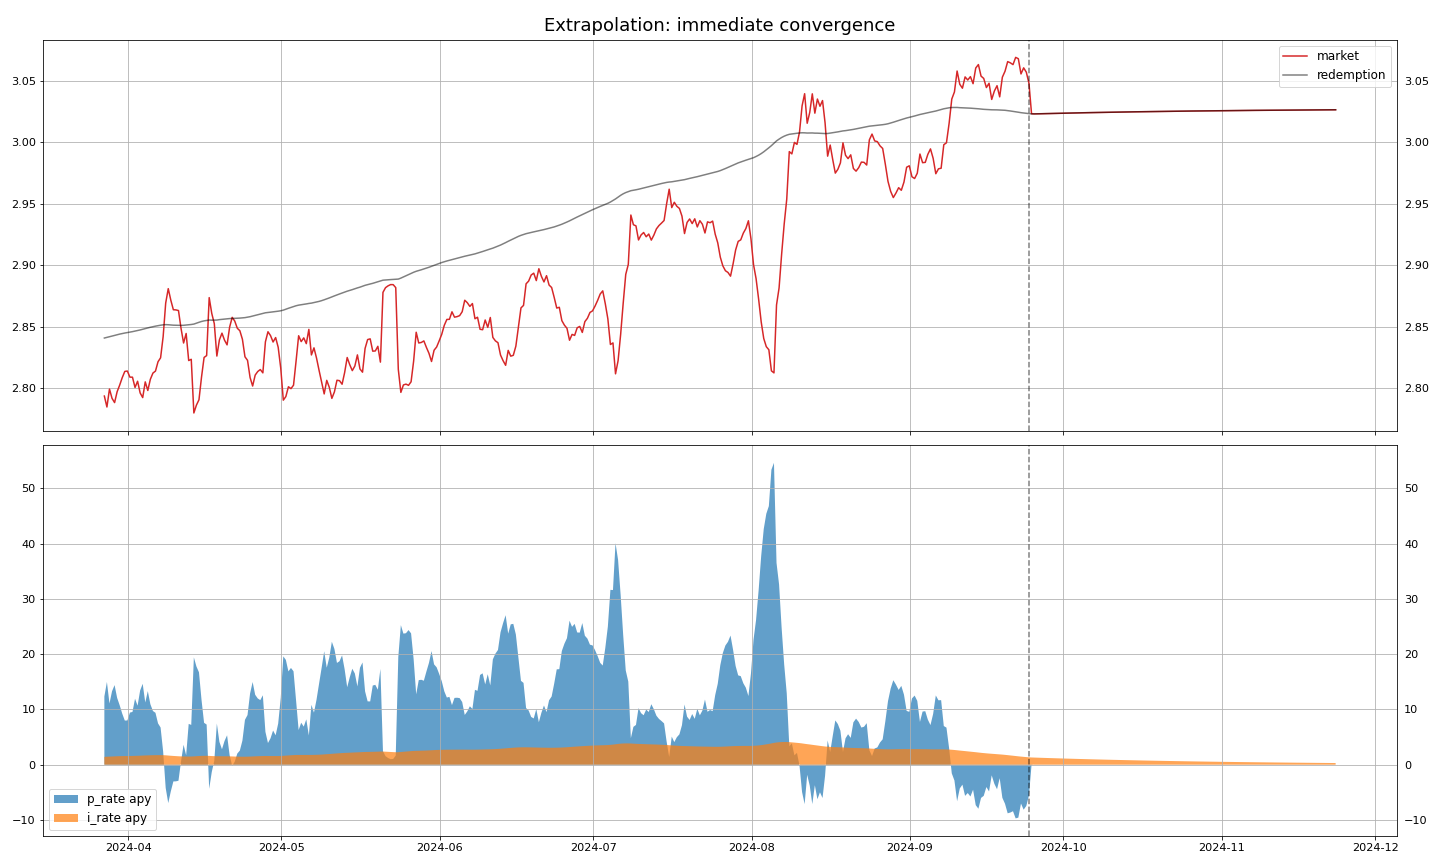 Extrapolation: immediate convergence
market
redemption
3.05 3.05
3.00 3.00
2.95 2.95
2.90 2.90
2.85 2.85
2.80 2.80
50 50
40 40
30 30
20 20
10 10
0 0
−10 −10
p_rate apy
i_rate apy
2024-04 2024-05 2024-06 2024-07 2024-08 2024-09 2024-10 2024-11 2024-12